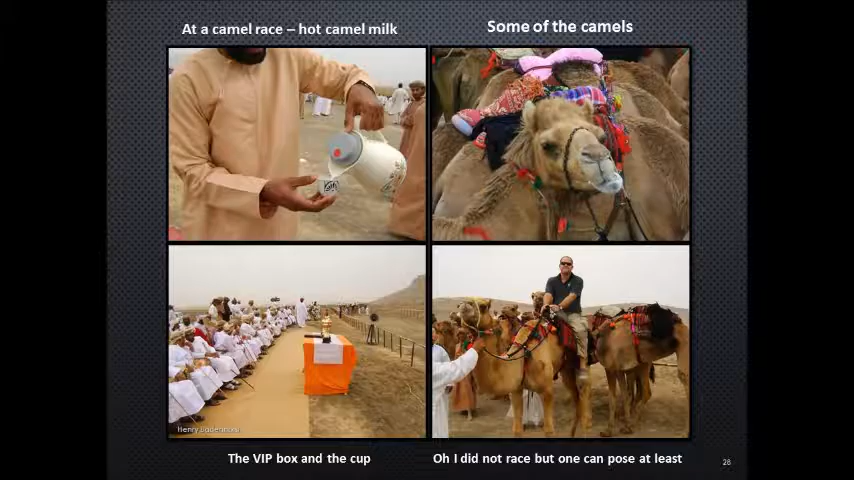 At a camel race – hot camel milk
Some of the camels
Henry
The VIP box and the cup
Oh I did not race but one can pose at least
28